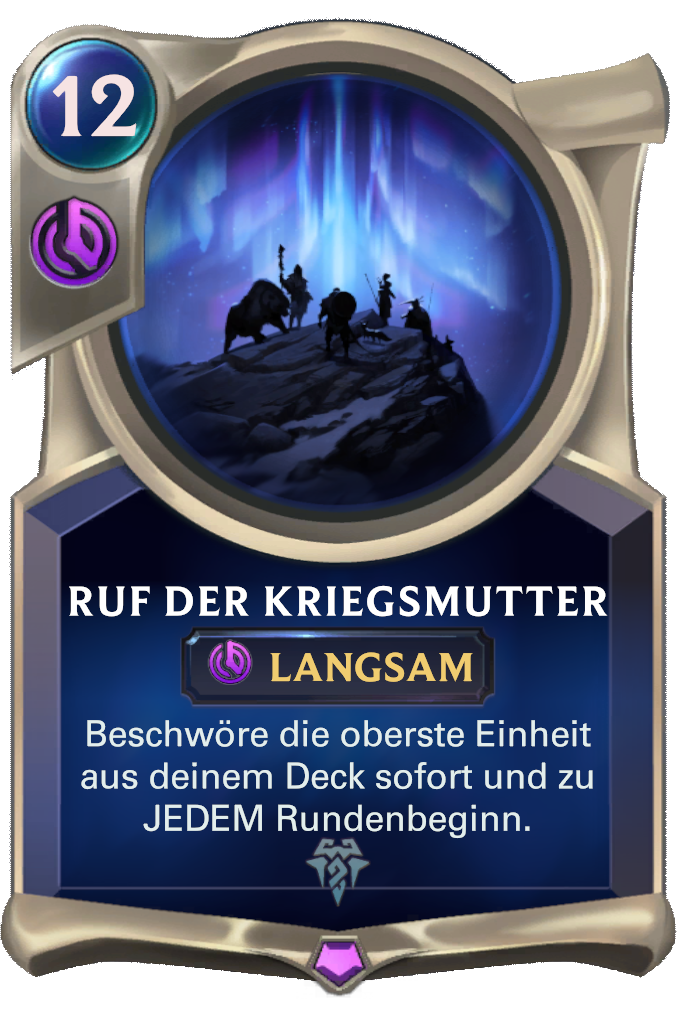 12
RUF DER KRIEGSMUTTER
LANGSAM
Beschwöre die oberste Einheit
aus deinem Deck sofort und zu
JEDEM Rundenbeginn.